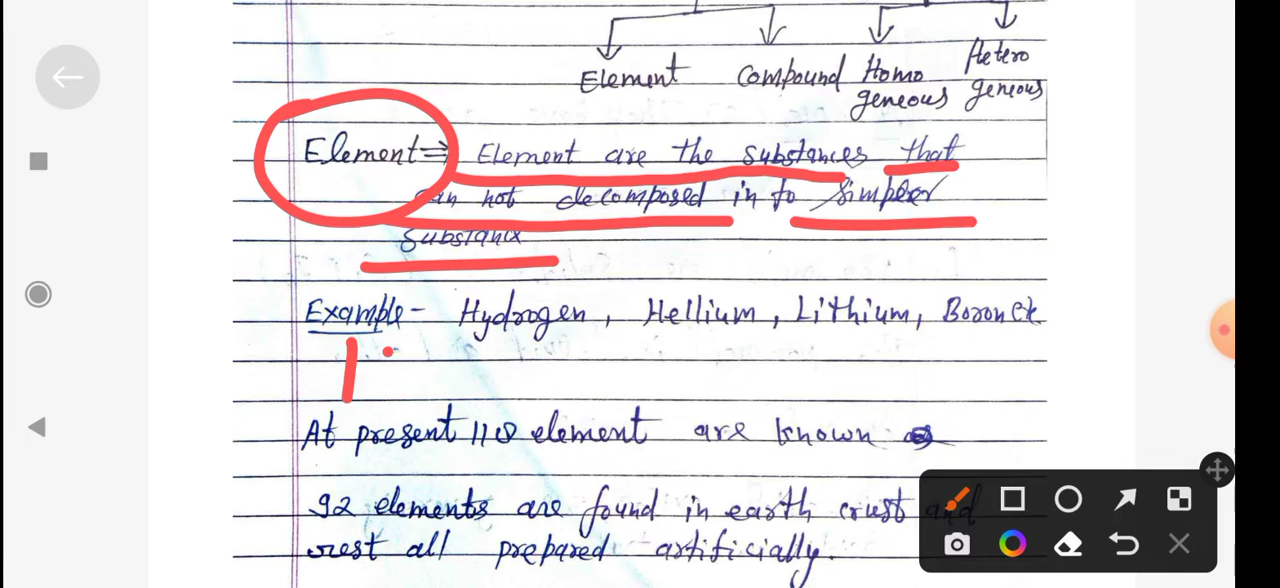 Element Compound Homo Hetero
geneous geneous
Element ⇒ Element are the substances that
can not decomposed in to Simpler
Substance
Example - Hydrogen, Hellium, Lithium, Boron etc
At present 118 element are known
92 elements are found in earth crust and
rest all prepared artificially.